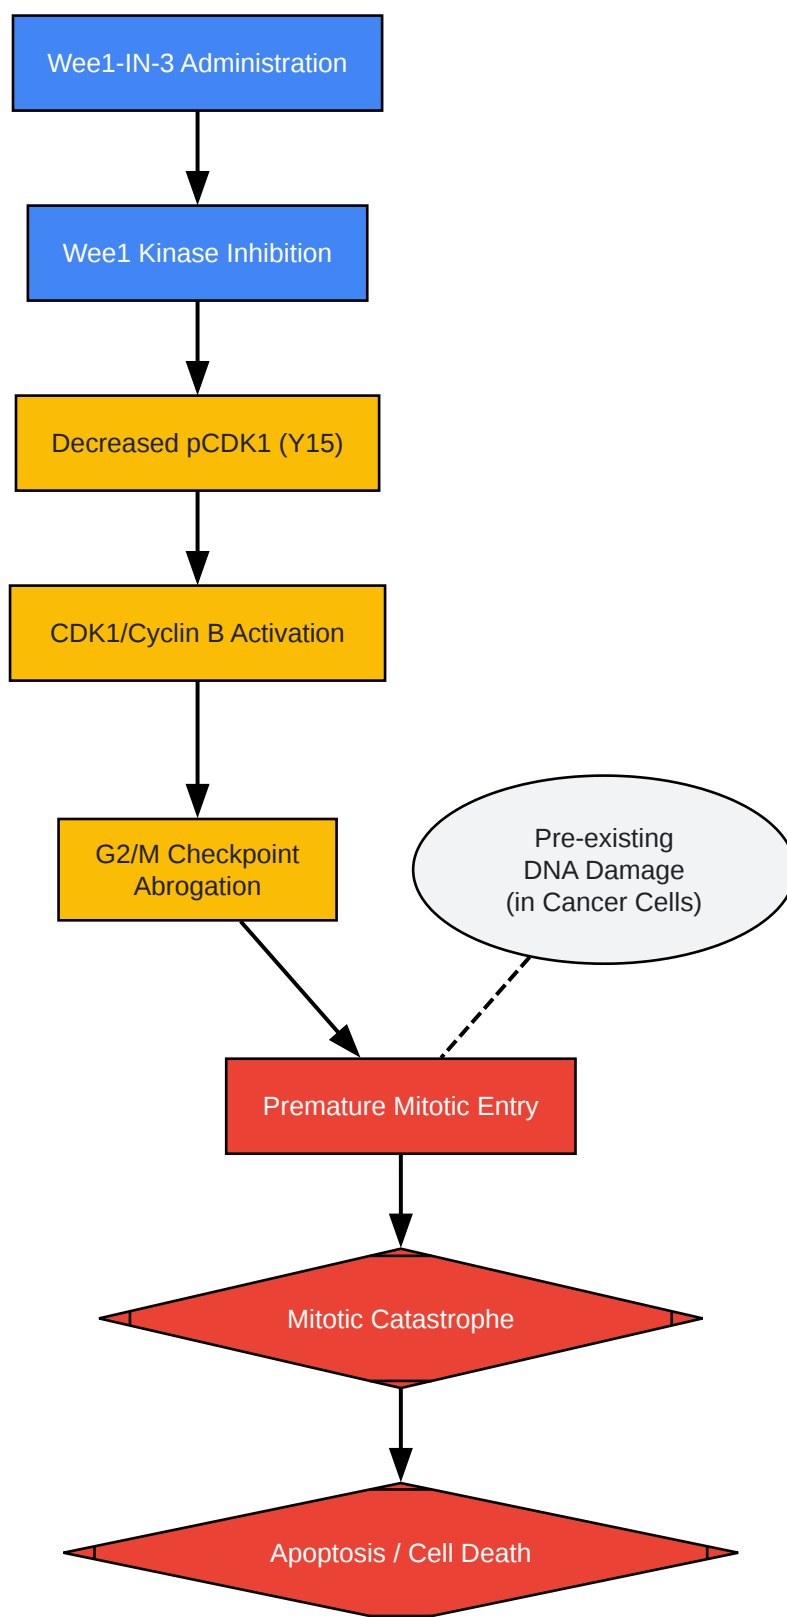 Wee1-IN-3 Administration
Wee1 Kinase Inhibition
Decreased pCDK1 (Y15)
CDK1/Cyclin B Activation
G2/M Checkpoint
Abrogation
Pre-existing
DNA Damage
(in Cancer Cells)
Premature Mitotic Entry
Mitotic Catastrophe
Apoptosis / Cell Death